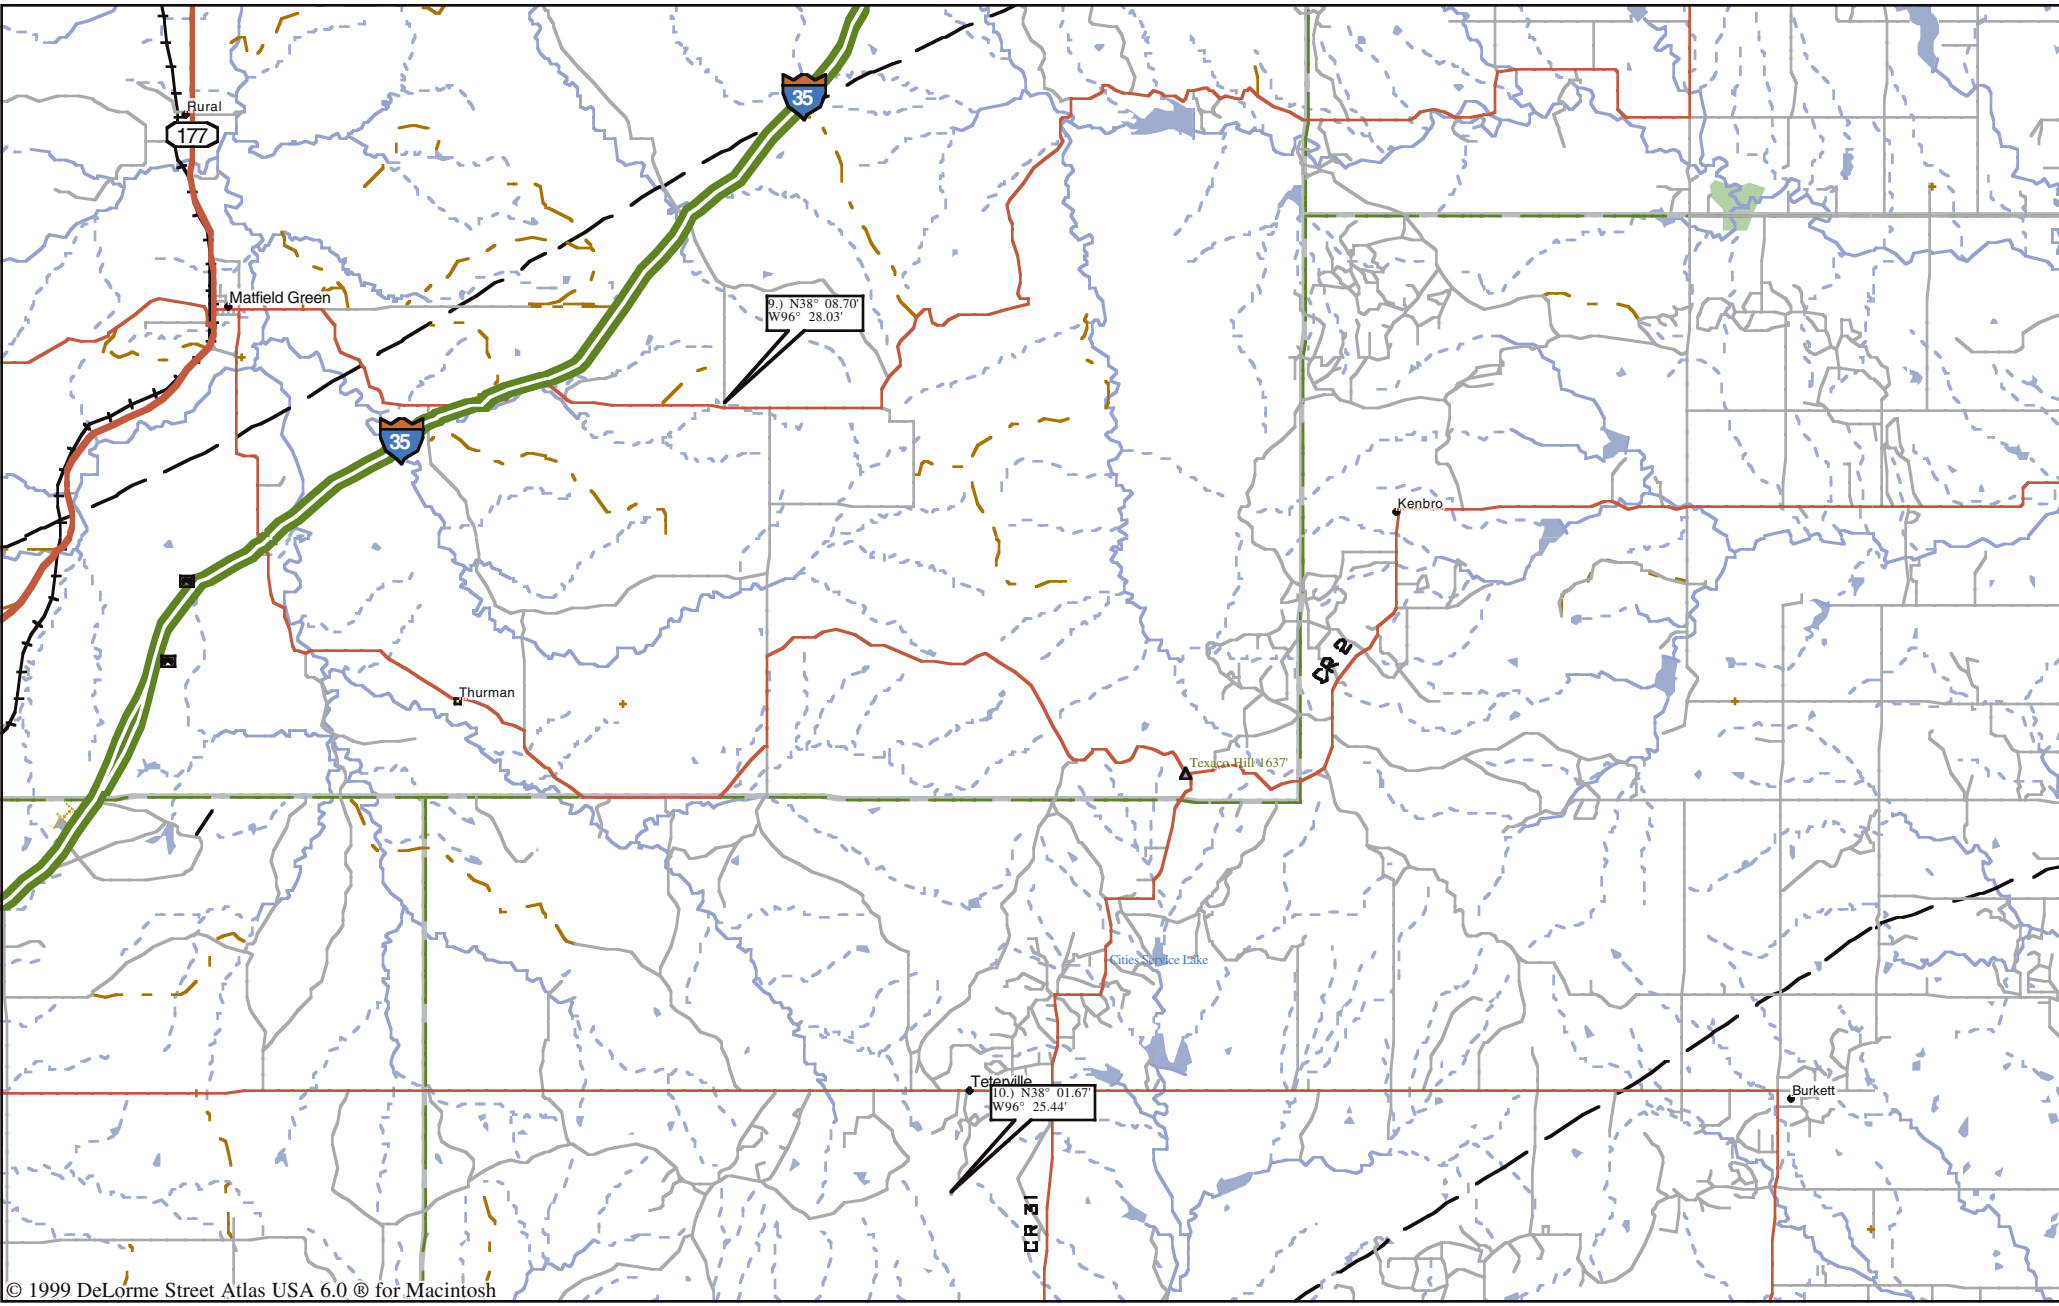 35
Rural
177
Matfield Green
9.) N38° 08.70'
W96° 28.03'
35
Kenbro
CR 2
Thurman
Texaco Hill 1637'
Cities Service Lake
Teterville
10.) N38° 01.67'
W96° 25.44'
Burkett
CR 31
© 1999 DeLorme Street Atlas USA 6.0 ® for Macintosh